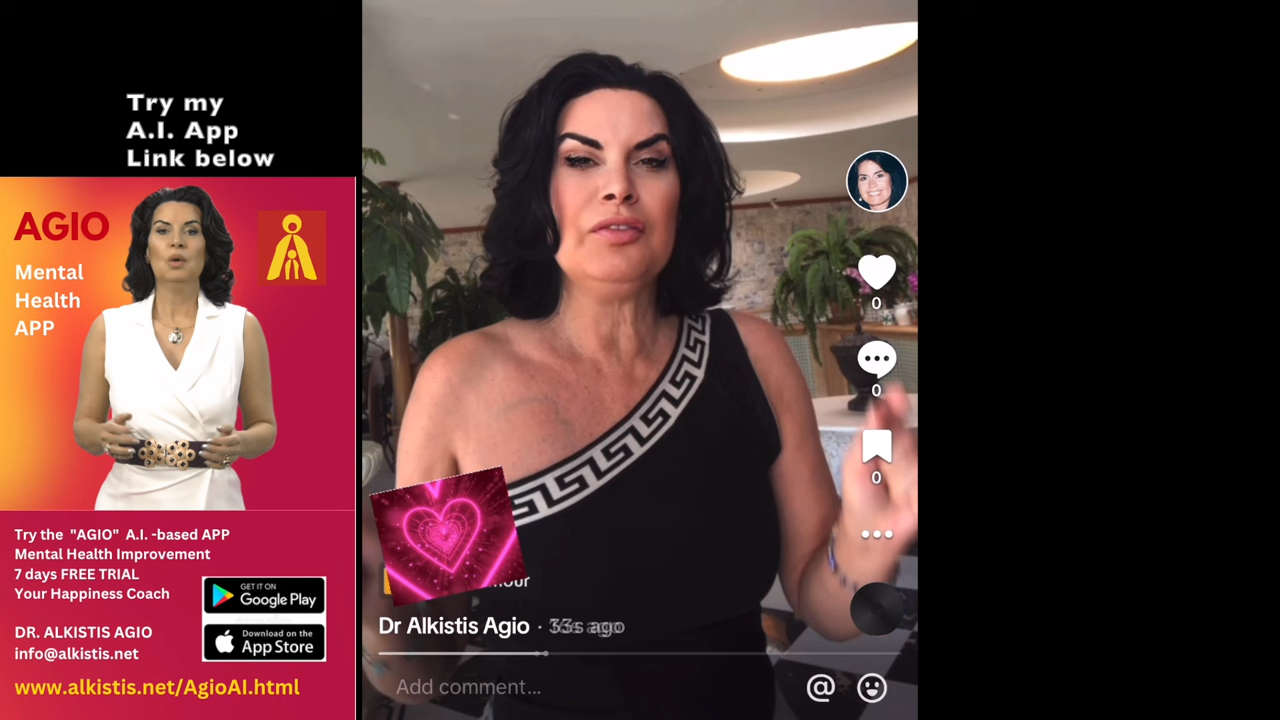 Try my
A.I. App
Link below
AGIO
Mental
Health
APP
Try the "AGIO" A.I. -based APP
Mental Health Improvement
7 days FREE TRIAL
Your Happiness Coach
GET IT ON
Google Play
Download on the
App Store
DR. ALKISTIS AGIO
info@alkistis.net
www.alkistis.net/AgioAI.html
0
0
0
Dr Alkistis Agio · ago
Add comment...
@